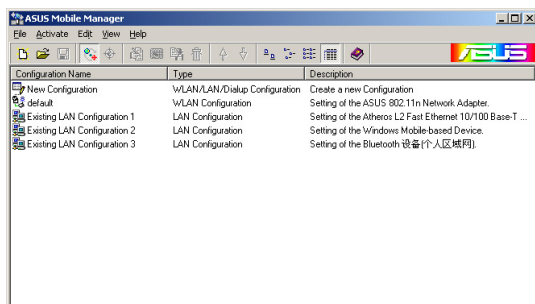 ASUS Mobile Manager
File Activate Edit View Help
ASUS
Configuration Name Type Description
New Configuration WLAN/LAN/Dialup Configuration Create a new Configuration
default WLAN Configuration Setting of the ASUS 802.11n Network Adapter.
Existing LAN Configuration 1 LAN Configuration Setting of the Atheros L2 Fast Ethernet 10/100 Base-T ...
Existing LAN Configuration 2 LAN Configuration Setting of the Windows Mobile-based Device.
Existing LAN Configuration 3 LAN Configuration Setting of the Bluetooth 设备(个人区域网).